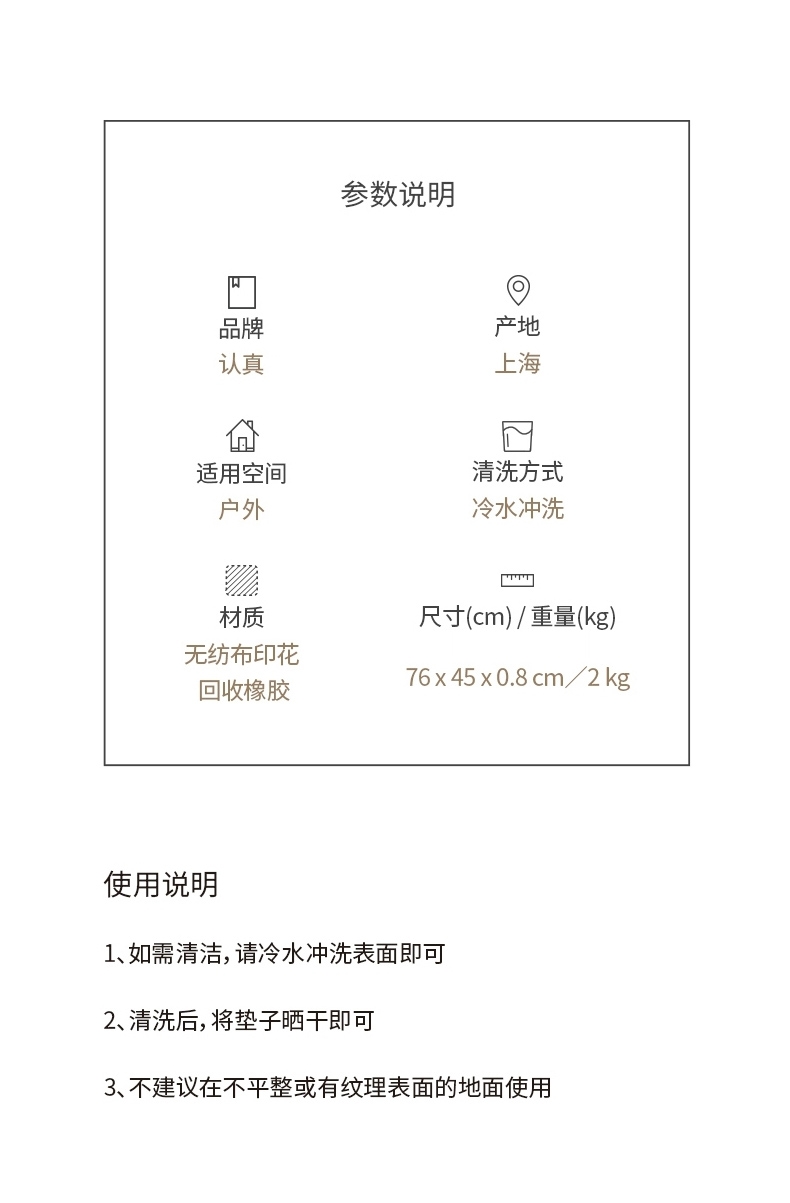 参数说明
品牌
认真
产地
上海
适用空间
户外
清洗方式
冷水冲洗
材质
无纺布印花
回收橡胶
尺寸(cm) / 重量(kg)
76 x 45 x 0.8 cm／2 kg
使用说明
1、如需清洁，请冷水冲洗表面即可
2、清洗后，将垫子晒干即可
3、不建议在不平整或有纹理表面的地面使用